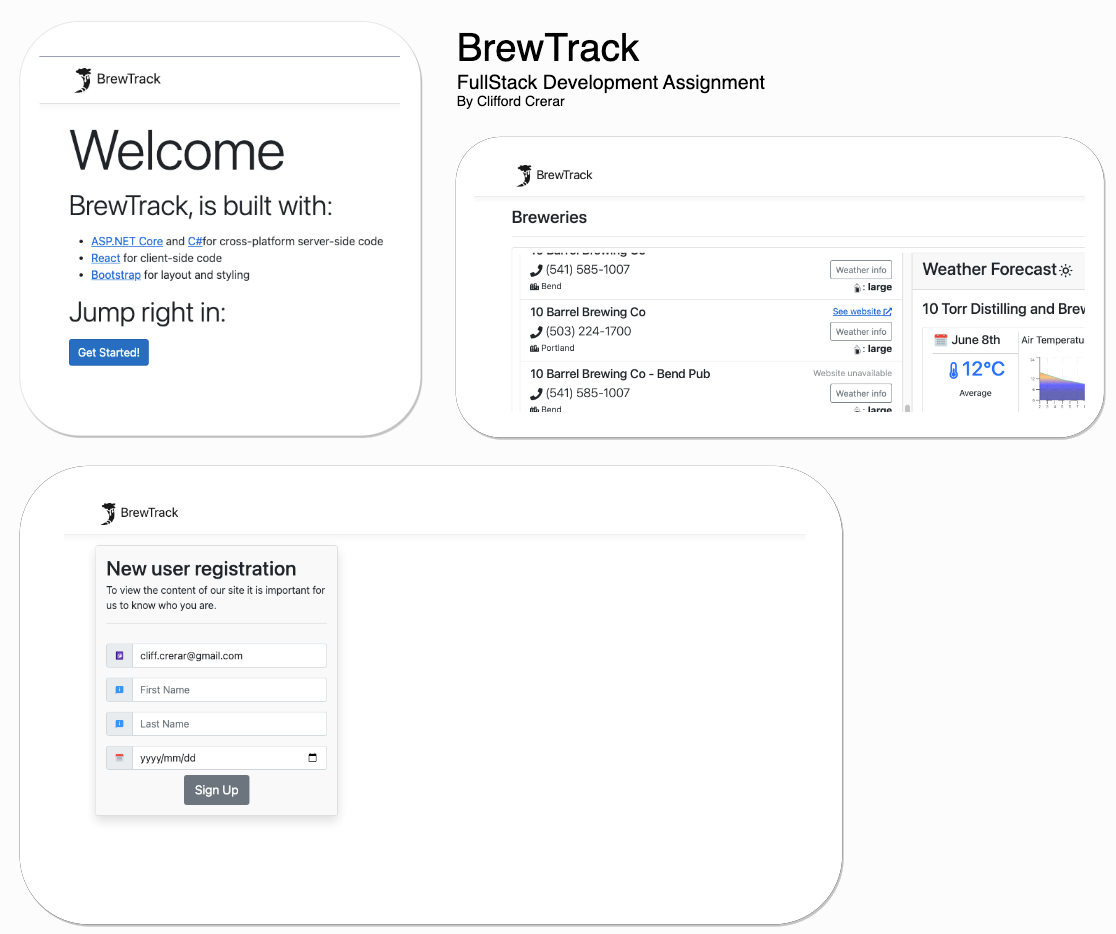 BrewTrack
Welcome
BrewTrack, is built with:
ASP.NET Core and C#for cross-platform server-side code
React for client-side code
Bootstrap for layout and styling
Jump right in:
Get Started!
BrewTrack
FullStack Development Assignment
By Clifford Crerar
BrewTrack
Breweries
10 Barrel Brewing Co
(541) 585-1007
Weather info
Bend
: large
10 Barrel Brewing Co
See website
(503) 224-1700
Weather info
Portland
: large
10 Barrel Brewing Co - Bend Pub
Website unavailable
(541) 585-1007
Weather info
Bend
: large
Weather Forecast
10 Torr Distilling and Brew
June 8th
12°C
Average
Air Temperatu
BrewTrack
New user registration
To view the content of our site it is important for
us to know who you are.
cliff.crerar@gmail.com
First Name
Last Name
yyyy/mm/dd
Sign Up